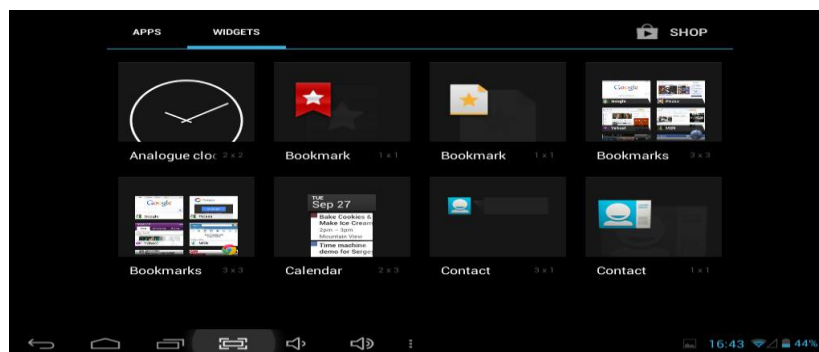 APPS WIDGETS SHOP
Analogue cloc 2 x 2 Bookmark 1 x 1 Bookmark 1 x 1 Bookmarks 3 x 3
Google
TUE
Sep 27
Bake Cookies &
Make Ice Cream
2pm – 3pm
Mountain View
Time machine
demo for Serge
Bookmarks 3 x 3 Calendar 2 x 3 Contact 3 x 1 Contact 1 x 1
16:43 44%